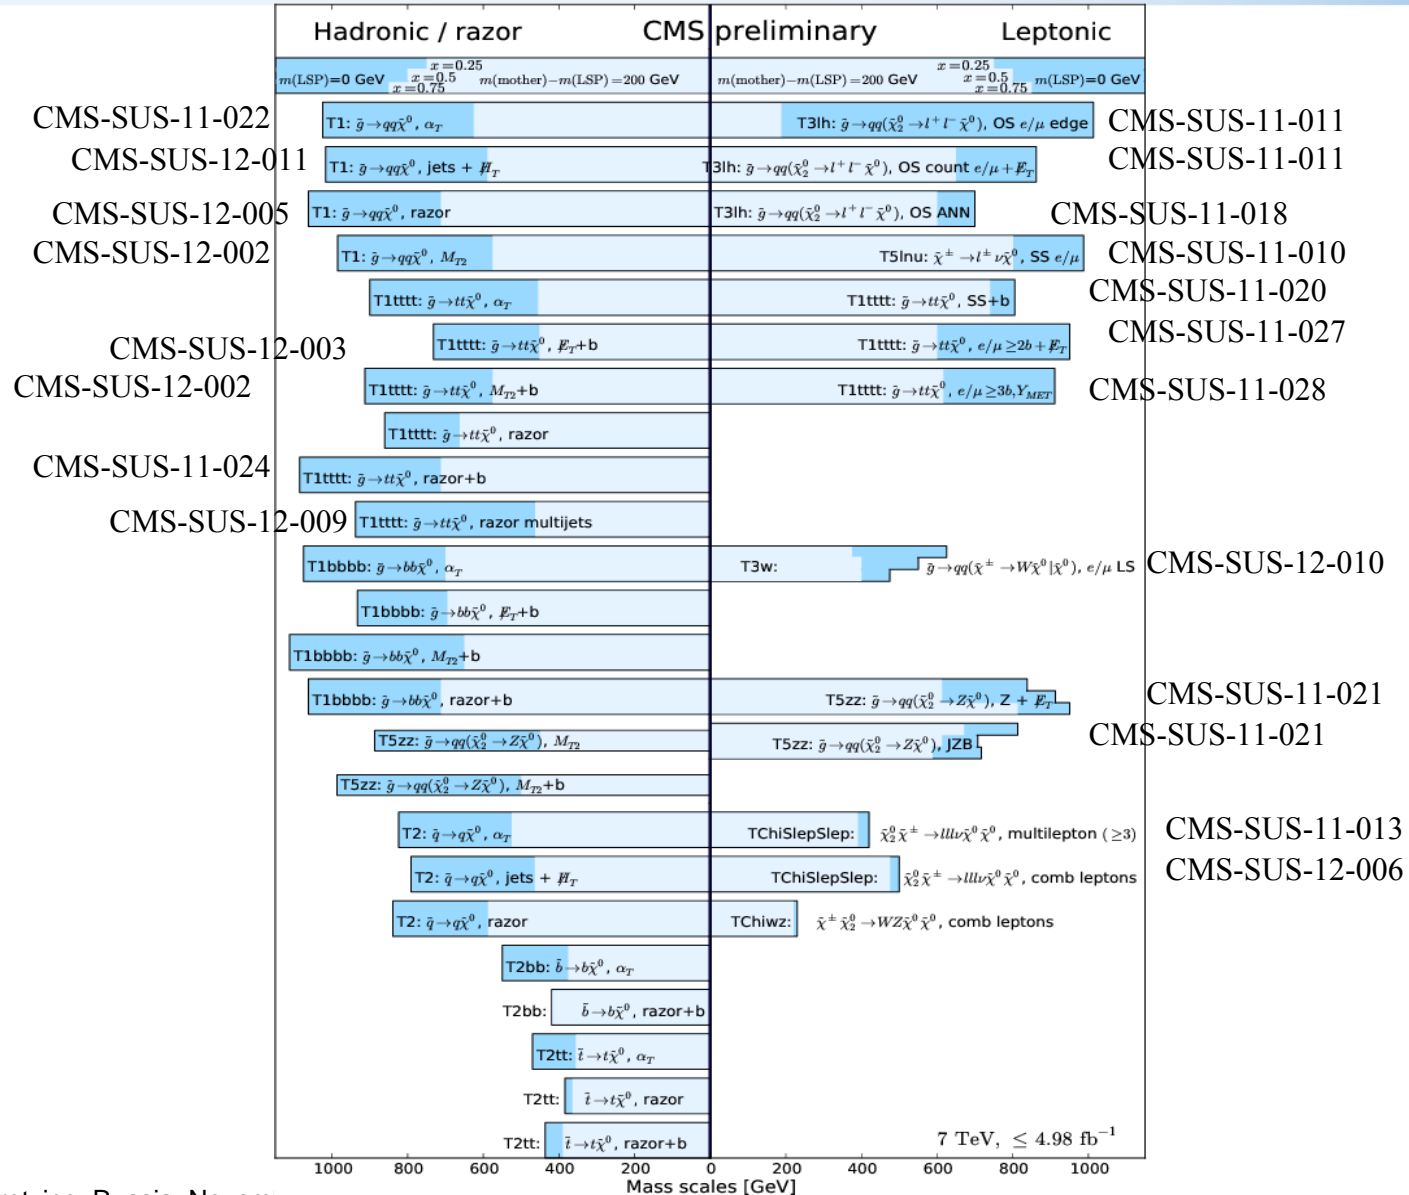 Hadronic / razor CMS preliminary Leptonic
m(LSP)=0 GeV x=0.25 x=0.5 x=0.75 m(mother)−m(LSP)=200 GeV m(mother)−m(LSP)=200 GeV x=0.25 x=0.5 x=0.75 m(LSP)=0 GeV
CMS-SUS-11-022 T1: g̃→qqχ̃⁰, α_T T3lh: g̃→qq(χ̃₂⁰→l⁺l⁻χ̃⁰), OS e/μ edge CMS-SUS-11-011
CMS-SUS-12-011 T1: g̃→qqχ̃⁰, jets + H̸_T T3lh: g̃→qq(χ̃₂⁰→l⁺l⁻χ̃⁰), OS count e/μ+E̸_T CMS-SUS-11-011
CMS-SUS-12-005 T1: g̃→qqχ̃⁰, razor T3lh: g̃→qq(χ̃₂⁰→l⁺l⁻χ̃⁰), OS ANN CMS-SUS-11-018
CMS-SUS-12-002 T1: g̃→qqχ̃⁰, M_T2 T5lnu: χ̃±→l±νχ̃⁰, SS e/μ CMS-SUS-11-010
T1tttt: g̃→ttχ̃⁰, α_T T1tttt: g̃→ttχ̃⁰, SS+b CMS-SUS-11-020
CMS-SUS-12-003 T1tttt: g̃→ttχ̃⁰, E̸_T+b T1tttt: g̃→ttχ̃⁰, e/μ≥2b+E̸_T CMS-SUS-11-027
CMS-SUS-12-002 T1tttt: g̃→ttχ̃⁰, M_T2+b T1tttt: g̃→ttχ̃⁰, e/μ≥3b,Y_MET CMS-SUS-11-028
T1tttt: g̃→ttχ̃⁰, razor
CMS-SUS-11-024 T1tttt: g̃→ttχ̃⁰, razor+b
CMS-SUS-12-009 T1tttt: g̃→ttχ̃⁰, razor multijets
T1bbbb: g̃→bbχ̃⁰, α_T T3w: g̃→qq(χ̃±→Wχ̃⁰|χ̃⁰), e/μ LS CMS-SUS-12-010
T1bbbb: g̃→bbχ̃⁰, E̸_T+b
T1bbbb: g̃→bbχ̃⁰, M_T2+b
T1bbbb: g̃→bbχ̃⁰, razor+b T5zz: g̃→qq(χ̃₂⁰→Zχ̃⁰), Z + E̸_T CMS-SUS-11-021
T5zz: g̃→qq(χ̃₂⁰→Zχ̃⁰), M_T2 T5zz: g̃→qq(χ̃₂⁰→Zχ̃⁰), JZB CMS-SUS-11-021
T5zz: g̃→qq(χ̃₂⁰→Zχ̃⁰), M_T2+b
T2: q̃→qχ̃⁰, α_T TChiSlepSlep: χ̃₂⁰χ̃±→lllνχ̃⁰χ̃⁰, multilepton (≥3) CMS-SUS-11-013
T2: q̃→qχ̃⁰, jets + H̸_T TChiSlepSlep: χ̃₂⁰χ̃±→lllνχ̃⁰χ̃⁰, comb leptons CMS-SUS-12-006
T2: q̃→qχ̃⁰, razor TChiwz: χ̃±χ̃₂⁰→WZχ̃⁰χ̃⁰, comb leptons
T2bb: b̃→bχ̃⁰, α_T
T2bb: b̃→bχ̃⁰, razor+b
T2tt: t̃→tχ̃⁰, α_T
T2tt: t̃→tχ̃⁰, razor
T2tt: t̃→tχ̃⁰, razor+b 7 TeV, ≤ 4.98 fb⁻¹
1000 800 600 400 200 0 200 400 600 800 1000
Mass scales [GeV]